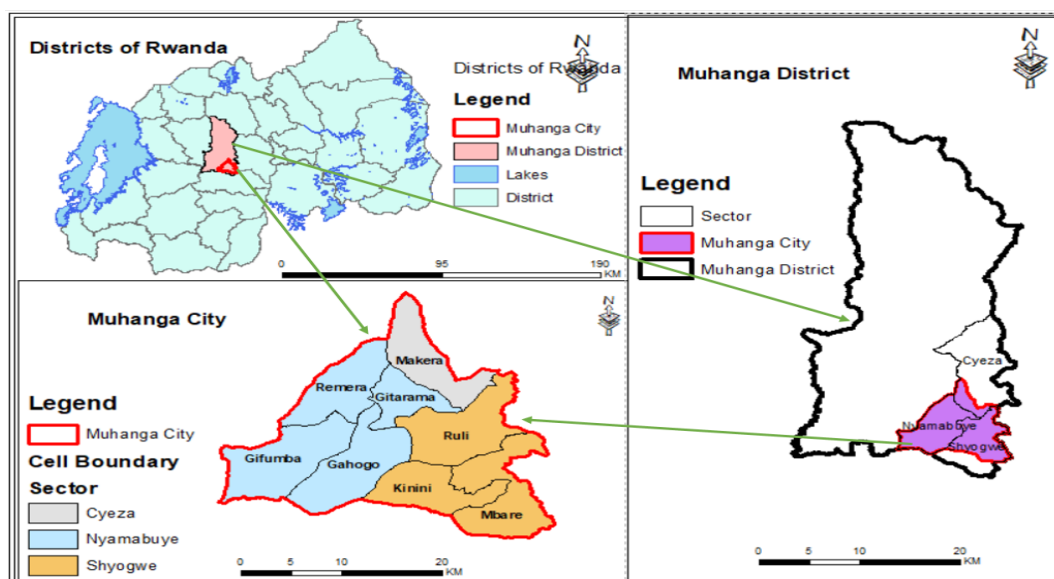 Districts of Rwanda
N
Districts of Rwanda
Legend
Muhanga City
Muhanga District
Lakes
District
0 95 190
KM
Muhanga City
N
Makera
Remera
Gitarama
Ruli
Gifumba
Gahogo
Kinini
Mbare
Legend
Muhanga City
Cell Boundary
Sector
Cyeza
Nyamabuye
Shyogwe
0 5 10 20
KM
Muhanga District
N
Legend
Sector
Muhanga City
Muhanga District
Cyeza
Nyamabuye
Shyogwe
0 5 10 20
KM